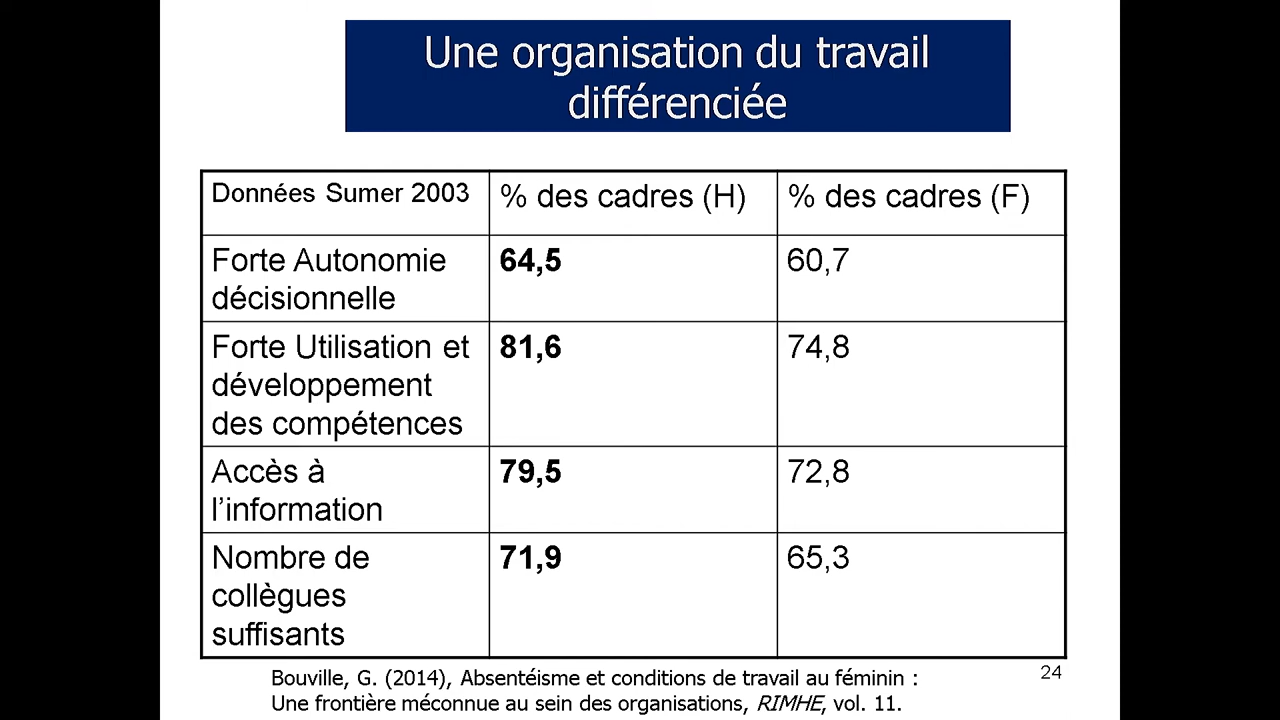 Une organisation du travail
différenciée
Données Sumer 2003
% des cadres (H)
% des cadres (F)
Forte Autonomie
décisionnelle
64,5
60,7
Forte Utilisation et
développement
des compétences
81,6
74,8
Accès à
l’information
79,5
72,8
Nombre de
collègues
suffisants
71,9
65,3
Bouville, G. (2014), Absentéisme et conditions de travail au féminin :
Une frontière méconnue au sein des organisations, RIMHE, vol. 11.
24